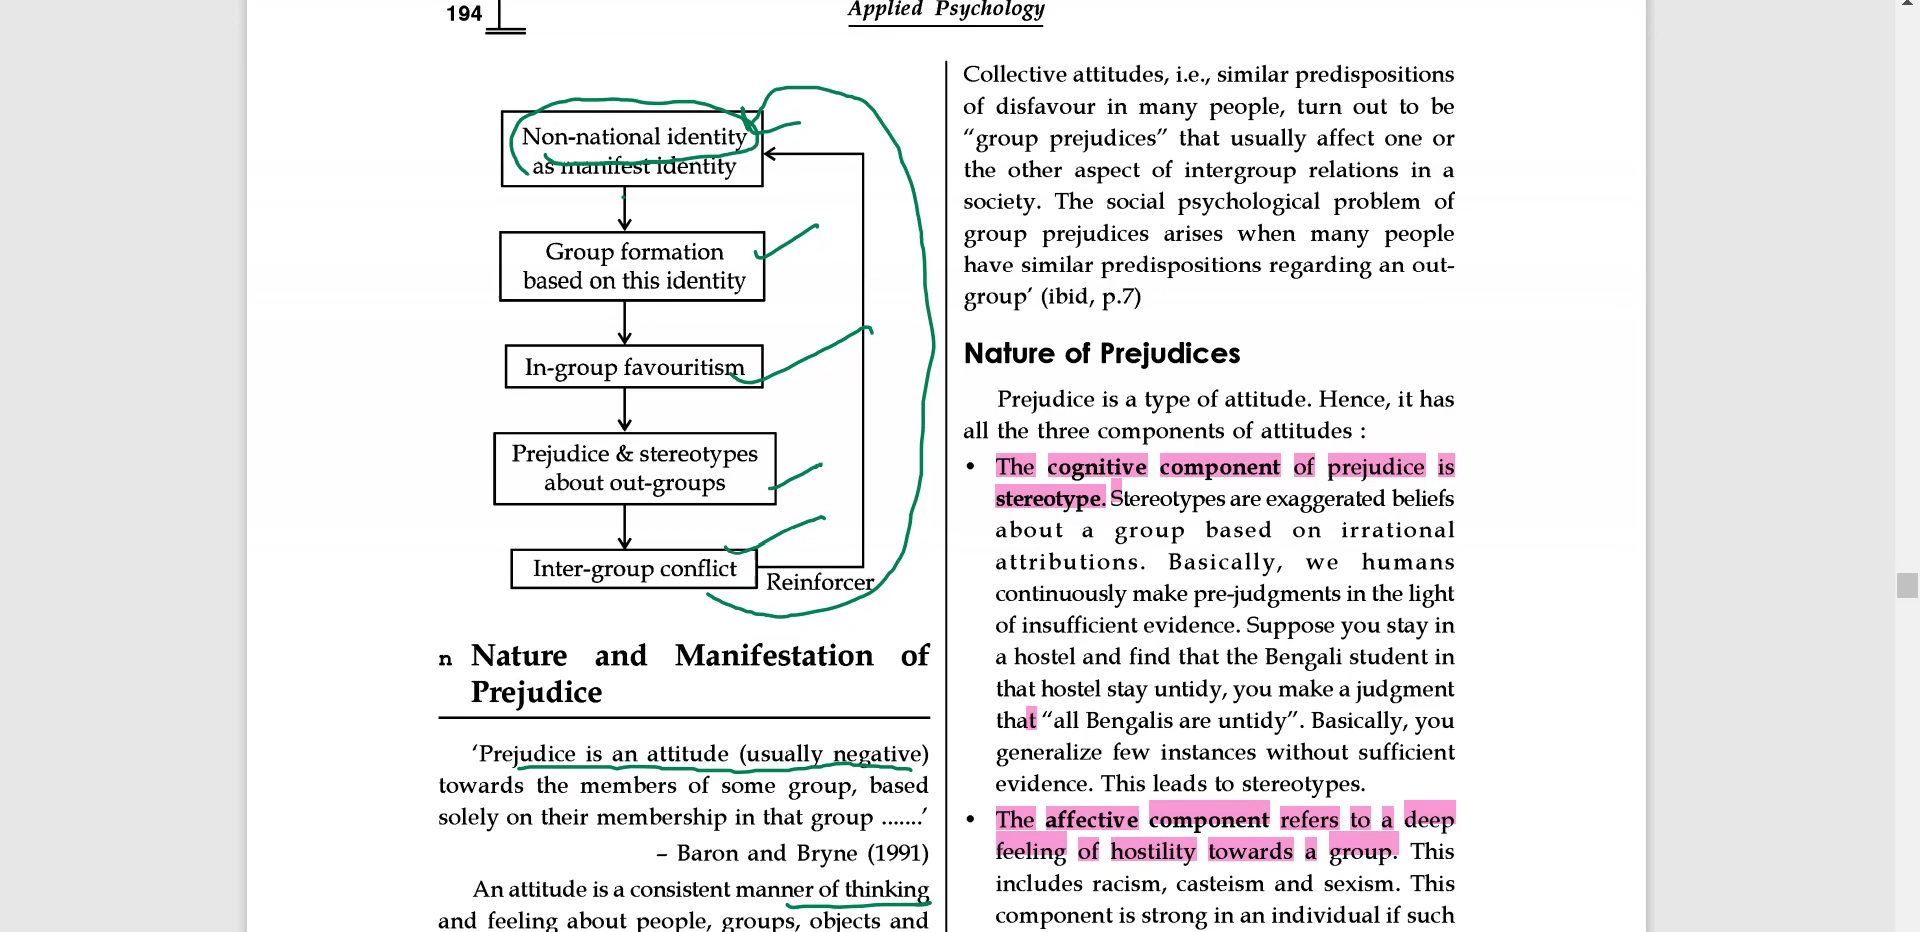 194
Applied Psychology
Non-national identity
as manifest identity
Group formation
based on this identity
In-group favouritism
Prejudice & stereotypes
about out-groups
Inter-group conflict
Reinforcer
n Nature and Manifestation of
Prejudice
‘Prejudice is an attitude (usually negative)
towards the members of some group, based
solely on their membership in that group .......’
– Baron and Bryne (1991)
An attitude is a consistent manner of thinking
and feeling about people, groups, objects and
Collective attitudes, i.e., similar predispositions
of disfavour in many people, turn out to be
“group prejudices” that usually affect one or
the other aspect of intergroup relations in a
society. The social psychological problem of
group prejudices arises when many people
have similar predispositions regarding an out-
group’ (ibid, p.7)
Nature of Prejudices
Prejudice is a type of attitude. Hence, it has
all the three components of attitudes :
• The cognitive component of prejudice is
stereotype. Stereotypes are exaggerated beliefs
about a group based on irrational
attributions. Basically, we humans
continuously make pre-judgments in the light
of insufficient evidence. Suppose you stay in
a hostel and find that the Bengali student in
that hostel stay untidy, you make a judgment
that “all Bengalis are untidy”. Basically, you
generalize few instances without sufficient
evidence. This leads to stereotypes.
• The affective component refers to a deep
feeling of hostility towards a group. This
includes racism, casteism and sexism. This
component is strong in an individual if such